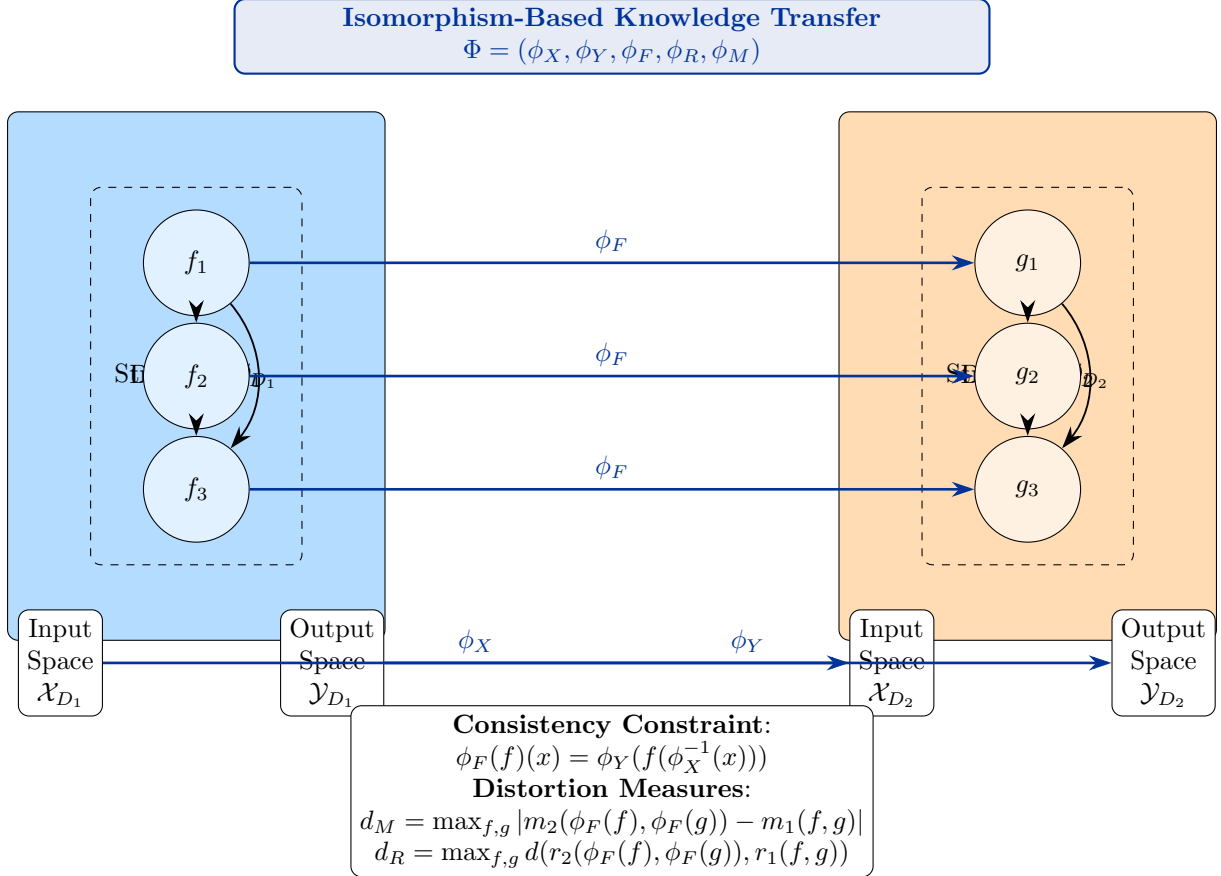 Isomorphism-Based Knowledge Transfer
Φ = (ϕ_X, ϕ_Y, ϕ_F, ϕ_R, ϕ_M)
f_1
ϕ_F
g_1
f_2
D_1
ϕ_F
g_2
D_2
f_3
ϕ_F
g_3
Input
Space
𝒳_{D_1}
Output
Space
𝒴_{D_1}
ϕ_X
ϕ_Y
Input
Space
𝒳_{D_2}
Output
Space
𝒴_{D_2}
Consistency Constraint:
ϕ_F(f)(x) = ϕ_Y(f(ϕ_X^{-1}(x)))
Distortion Measures:
d_M = max_{f,g} |m_2(ϕ_F(f), ϕ_F(g)) − m_1(f, g)|
d_R = max_{f,g} d(r_2(ϕ_F(f), ϕ_F(g)), r_1(f, g))